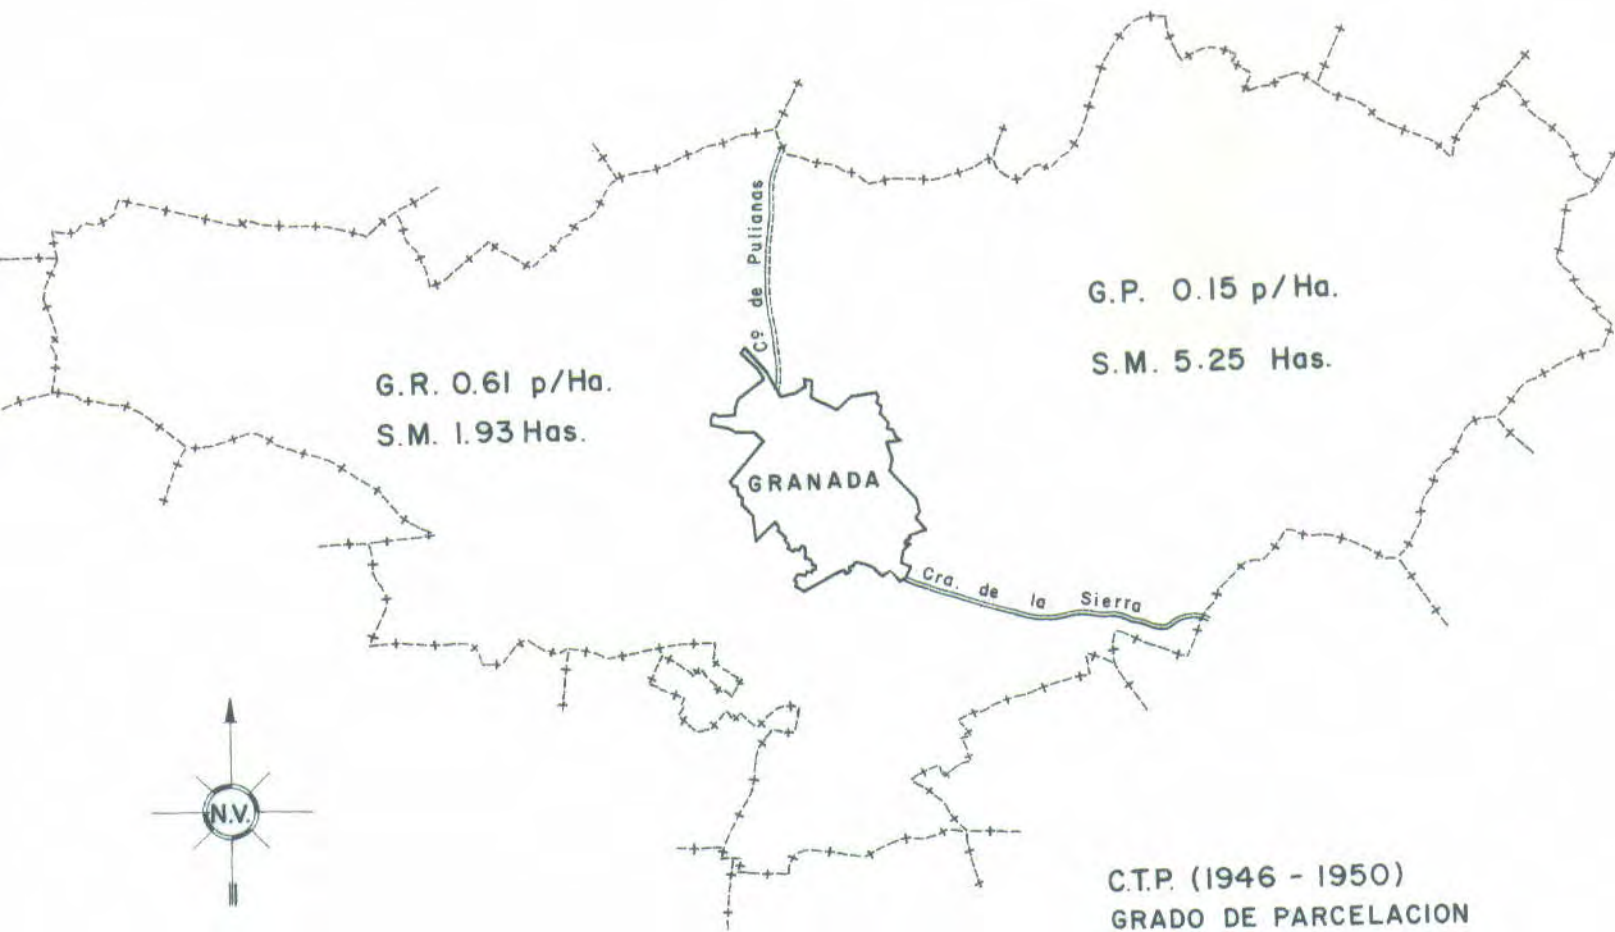 Cº de Pulianas
G.P. 0.15 p/Ha.
S.M. 5.25 Has.
G.R. 0.61 p/Ha.
S.M. 1.93 Has.
GRANADA
Cra. de la Sierra
N.V.
C.T.P. (1946 - 1950)
GRADO DE PARCELACION